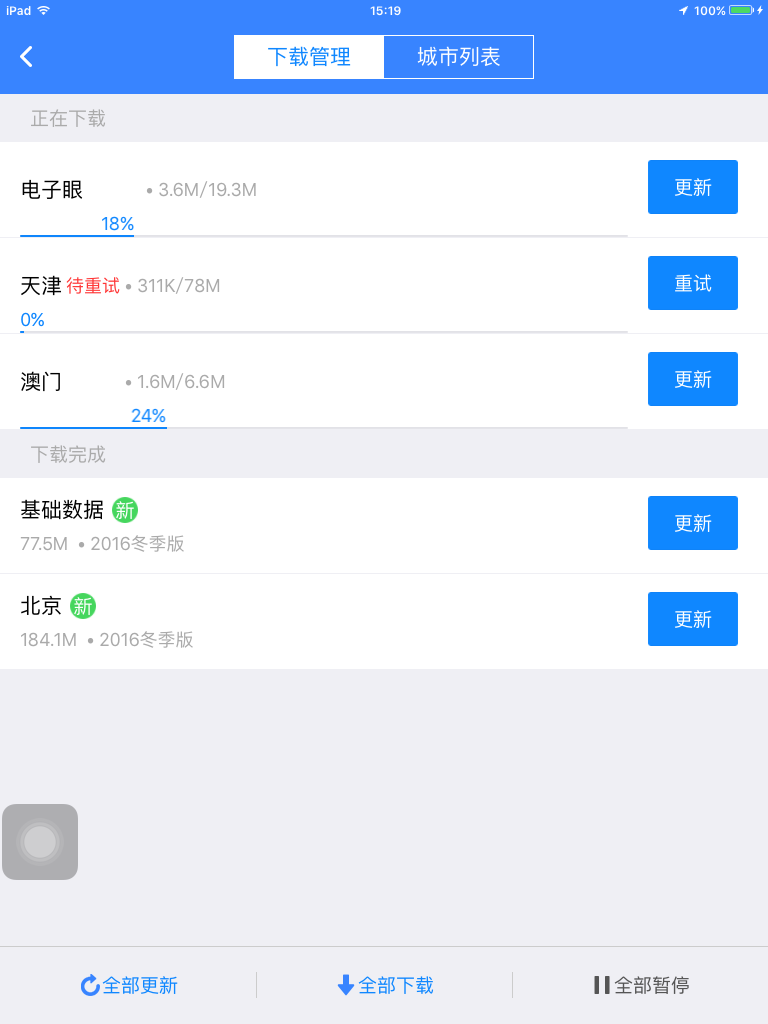 iPad 15:19 100%
下载管理 城市列表
正在下载
电子眼 • 3.6M/19.3M 更新
18%
天津 待重试 • 311K/78M 重试
0%
澳门 • 1.6M/6.6M 更新
24%
下载完成
基础数据 新 更新
77.5M • 2016冬季版
北京 新 更新
184.1M • 2016冬季版
全部更新 全部下载 全部暂停